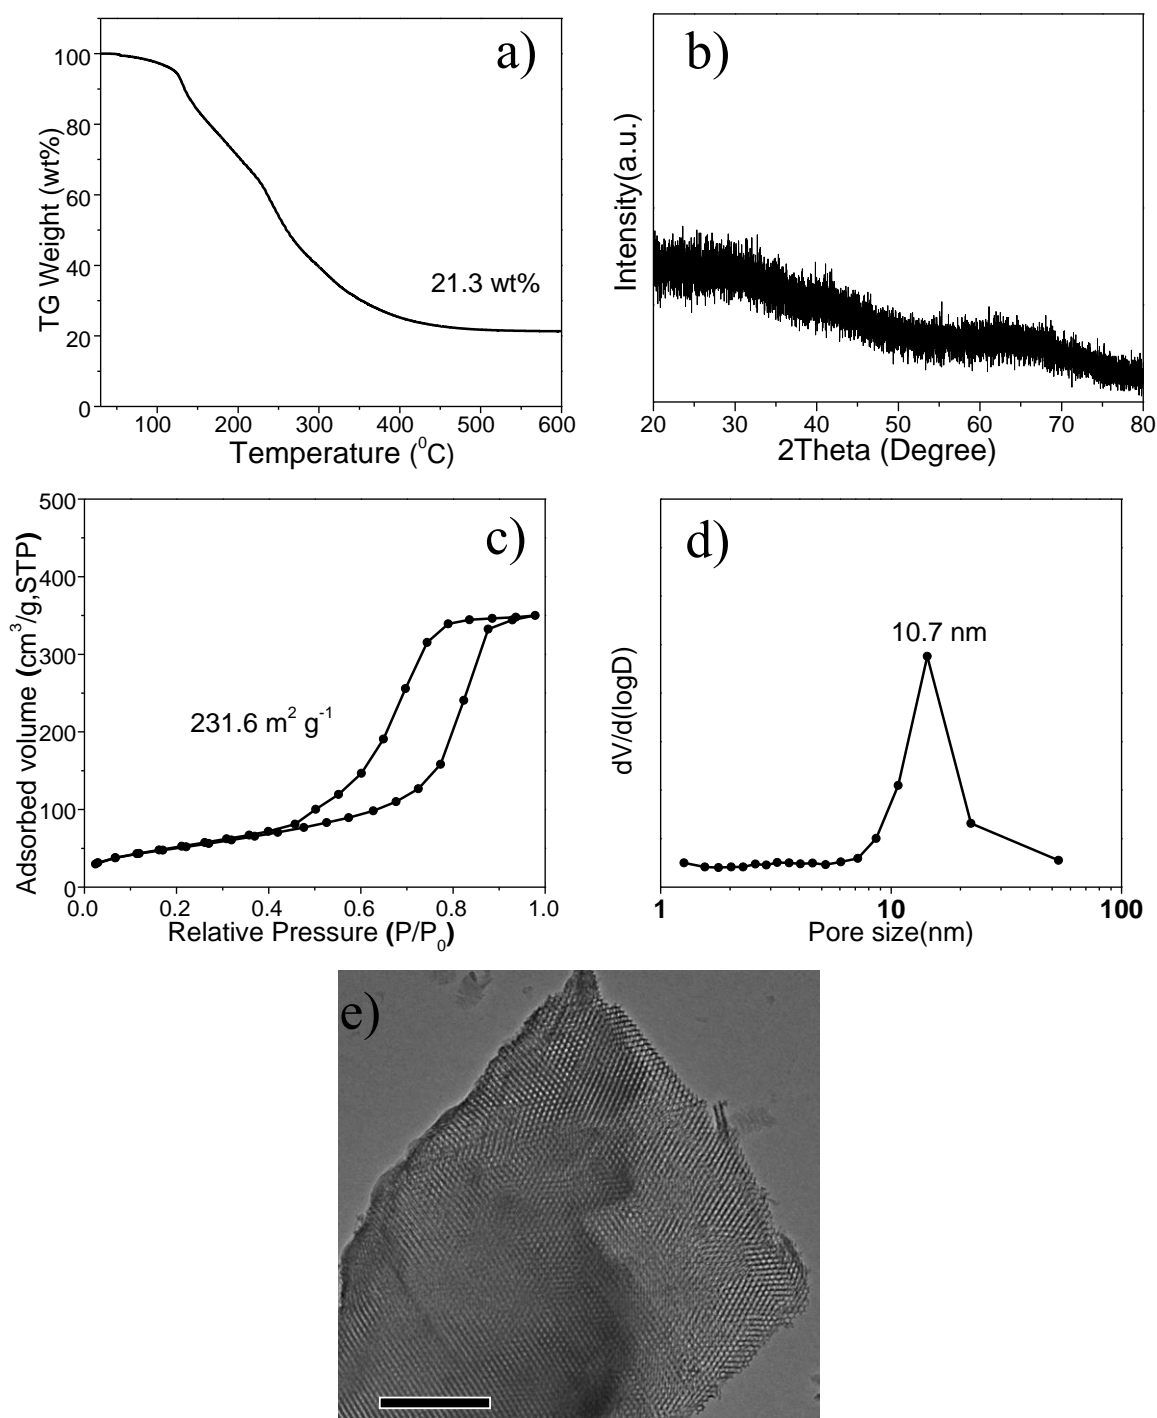 a)
100
80
60
40
20
0
TG Weight (wt%)
21.3 wt%
100 200 300 400 500 600
Temperature (⁰C)
b)
Intensity(a.u.)
20 30 40 50 60 70 80
2Theta (Degree)
c)
500
400
300
200
100
0
Adsorbed volume (cm³/g,STP)
231.6 m² g⁻¹
0.0 0.2 0.4 0.6 0.8 1.0
Relative Pressure (P/P₀)
d)
dV/d(logD)
10.7 nm
1 10 100
Pore size(nm)
e)